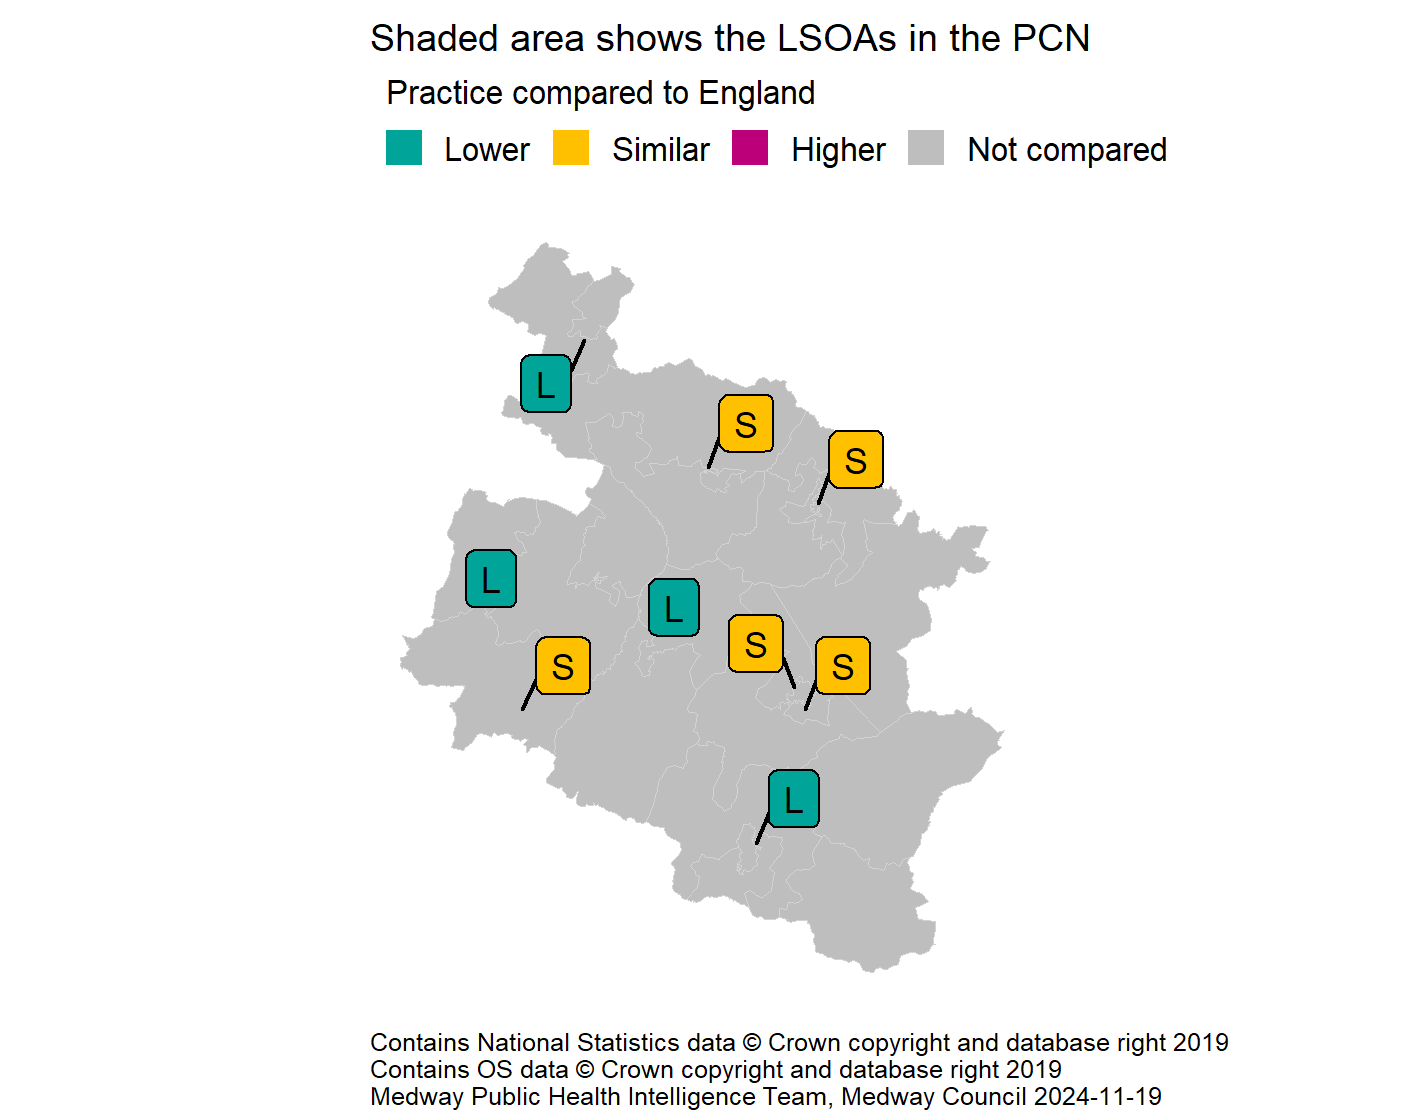 Shaded area shows the LSOAs in the PCN
Practice compared to England
Lower Similar Higher Not compared
L
S
S
L
L
S
S
S
L
Contains National Statistics data © Crown copyright and database right 2019
Contains OS data © Crown copyright and database right 2019
Medway Public Health Intelligence Team, Medway Council 2024-11-19